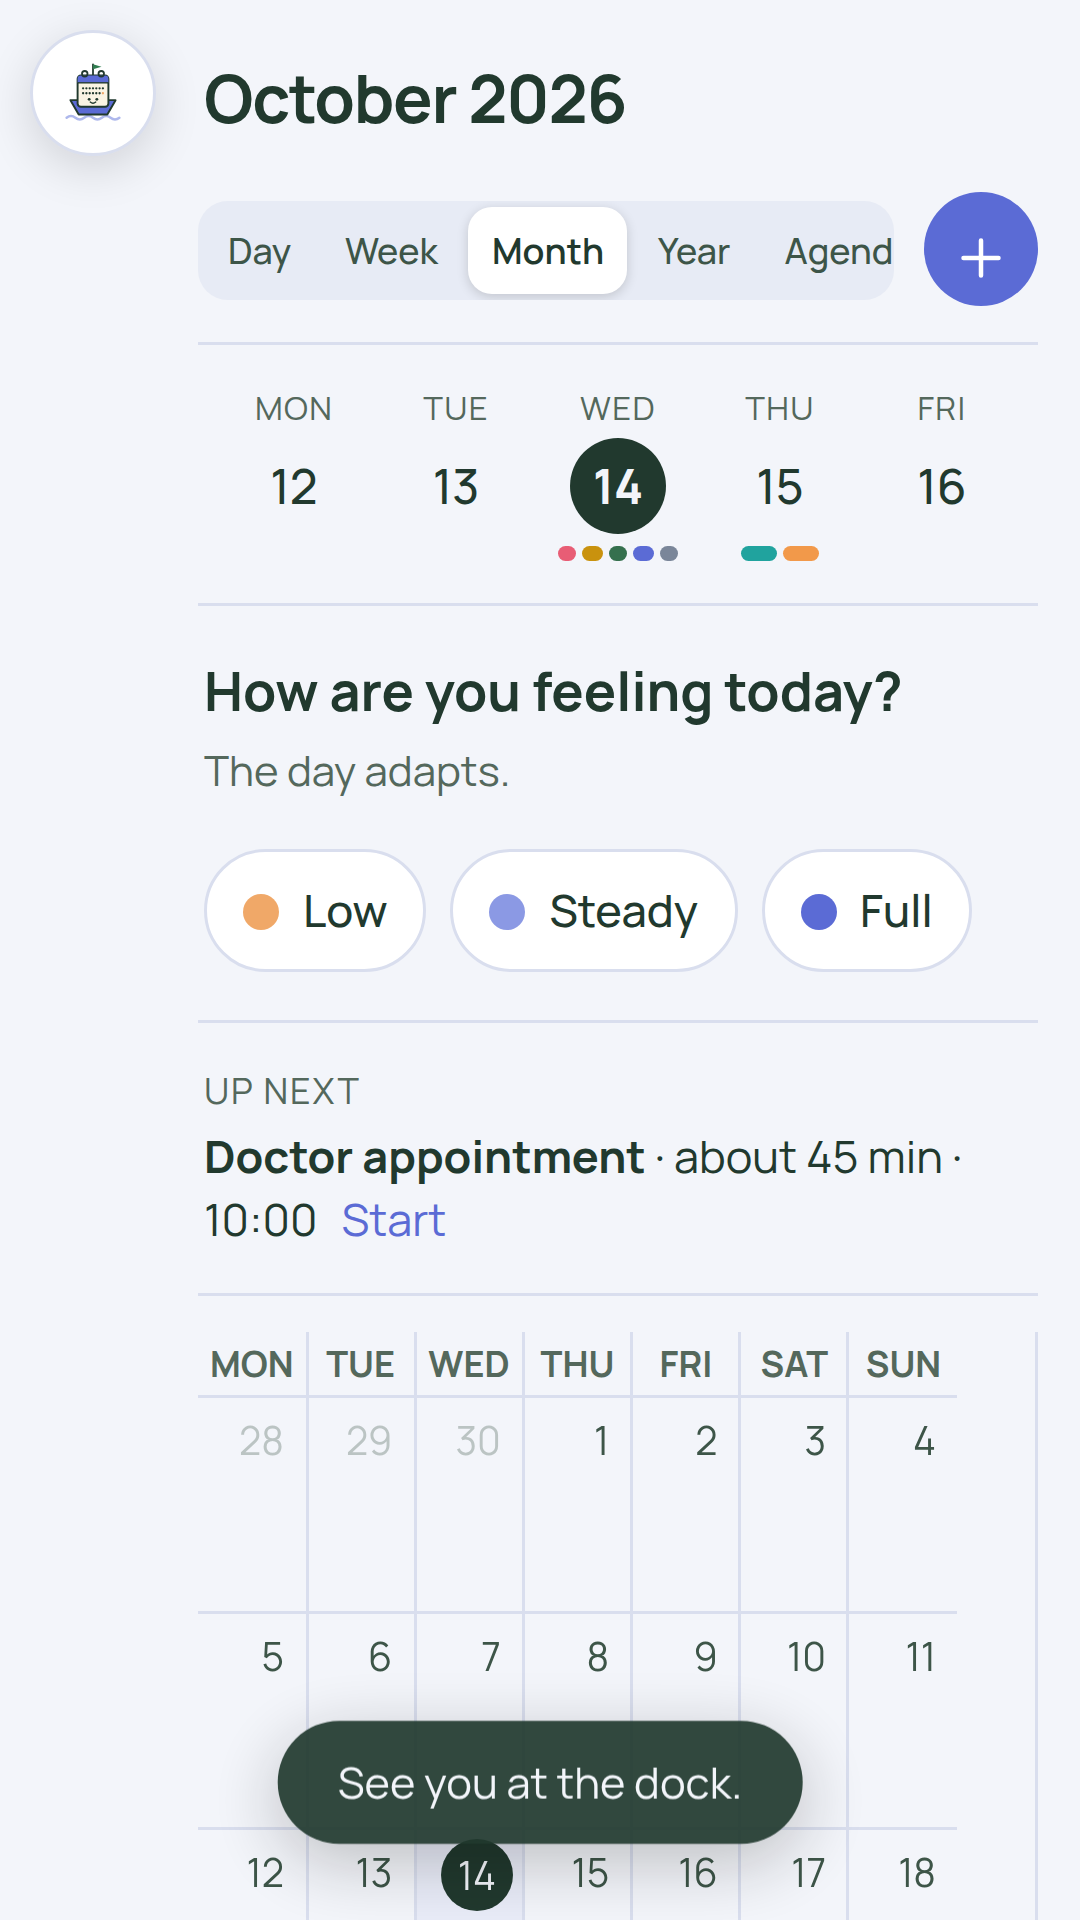 October 2026
Day Week Month Year Agend
MON TUE WED THU FRI
12 13 14 15 16
How are you feeling today?
The day adapts.
Low Steady Full
UP NEXT
Doctor appointment · about 45 min ·
10:00 Start
MON TUE WED THU FRI SAT SUN
28 29 30 1 2 3 4
5 6 7 8 9 10 11
See you at the dock.
12 13 14 15 16 17 18